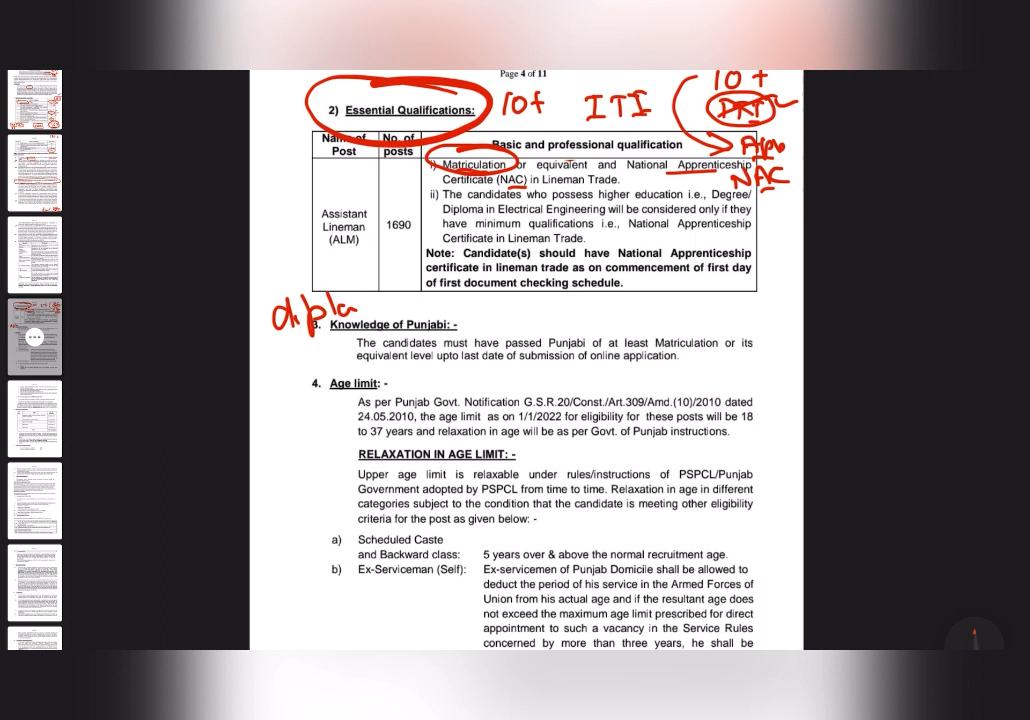 Page 4 of 11
10+
2) Essential Qualifications:
10+ ITI
NAC
Name of Post
No. of posts
Basic and professional qualification
Assistant
Lineman
(ALM)
1690
i) Matriculation or equivalent and National Apprenticeship
Certificate (NAC) in Lineman Trade.
ii) The candidates who possess higher education i.e., Degree/
Diploma in Electrical Engineering will be considered only if they
have minimum qualifications i.e., National Apprenticeship
Certificate in Lineman Trade.
Note: Candidate(s) should have National Apprenticeship
certificate in lineman trade as on commencement of first day
of first document checking schedule.
3. Knowledge of Punjabi: -
The candidates must have passed Punjabi of at least Matriculation or its
equivalent level upto last date of submission of online application.
4. Age limit: -
As per Punjab Govt. Notification G.S.R.20/Const./Art.309/Amd.(10)/2010 dated
24.05.2010, the age limit as on 1/1/2022 for eligibility for these posts will be 18
to 37 years and relaxation in age will be as per Govt. of Punjab instructions.
RELAXATION IN AGE LIMIT: -
Upper age limit is relaxable under rules/instructions of PSPCL/Punjab
Government adopted by PSPCL from time to time. Relaxation in age in different
categories subject to the condition that the candidate is meeting other eligibility
criteria for the post as given below: -
a) Scheduled Caste
and Backward class: 5 years over & above the normal recruitment age.
b) Ex-Serviceman (Self): Ex-servicemen of Punjab Domicile shall be allowed to
deduct the period of his service in the Armed Forces of
Union from his actual age and if the resultant age does
not exceed the maximum age limit prescribed for direct
appointment to such a vacancy in the Service Rules
concerned by more than three years, he shall be